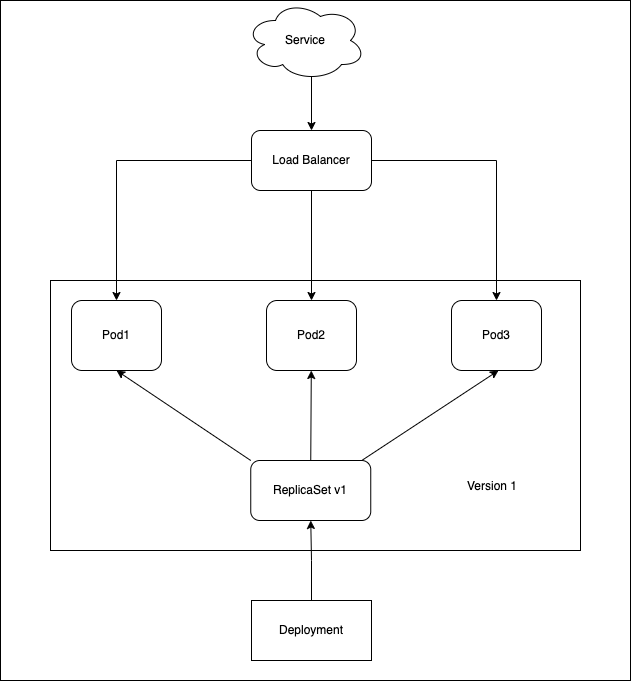 Service
Load Balancer
Pod1
Pod2
Pod3
ReplicaSet v1
Version 1
Deployment